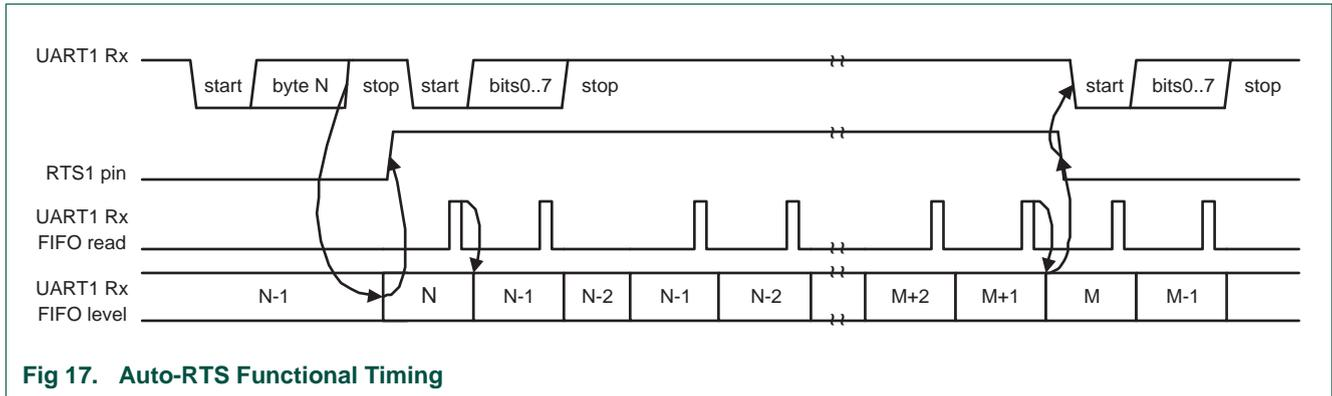 UART1 Rx
start
byte N
stop
start
bits0..7
stop
start
bits0..7
stop
RTS1 pin
UART1 Rx
FIFO read
UART1 Rx
FIFO level
N-1
N
N-1
N-2
N-1
N-2
M+2
M+1
M
M-1
Fig 17. Auto-RTS Functional Timing